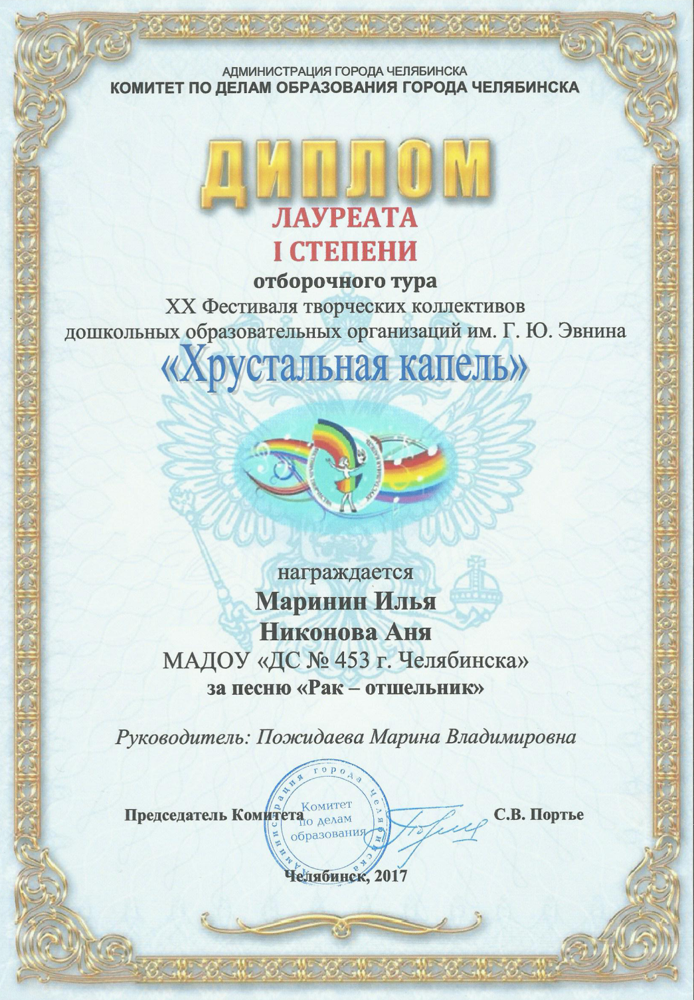 АДМИНИСТРАЦИЯ ГОРОДА ЧЕЛЯБИНСКА
КОМИТЕТ ПО ДЕЛАМ ОБРАЗОВАНИЯ ГОРОДА ЧЕЛЯБИНСКА
ДИПЛОМ
ЛАУРЕАТА
I СТЕПЕНИ
отборочного тура
XX Фестиваля творческих коллективов
дошкольных образовательных организаций им. Г. Ю. Эвнина
«Хрустальная капель»
награждается
Маринин Илья
Никонова Аня
МАДОУ «ДС № 453 г. Челябинска»
за песню «Рак – отшельник»
Руководитель: Пожидаева Марина Владимировна
Председатель Комитета
С.В. Портье
Администрация города Челябинска
Комитет
по делам
образования
Челябинск, 2017